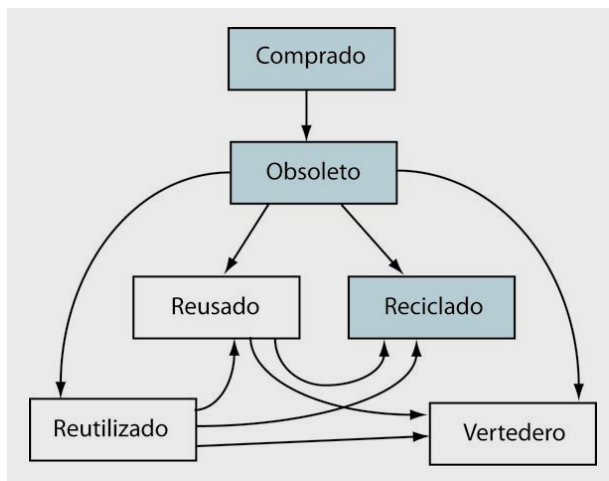 Comprado
Obsoleto
Reusado
Reciclado
Reutilizado
Vertedero